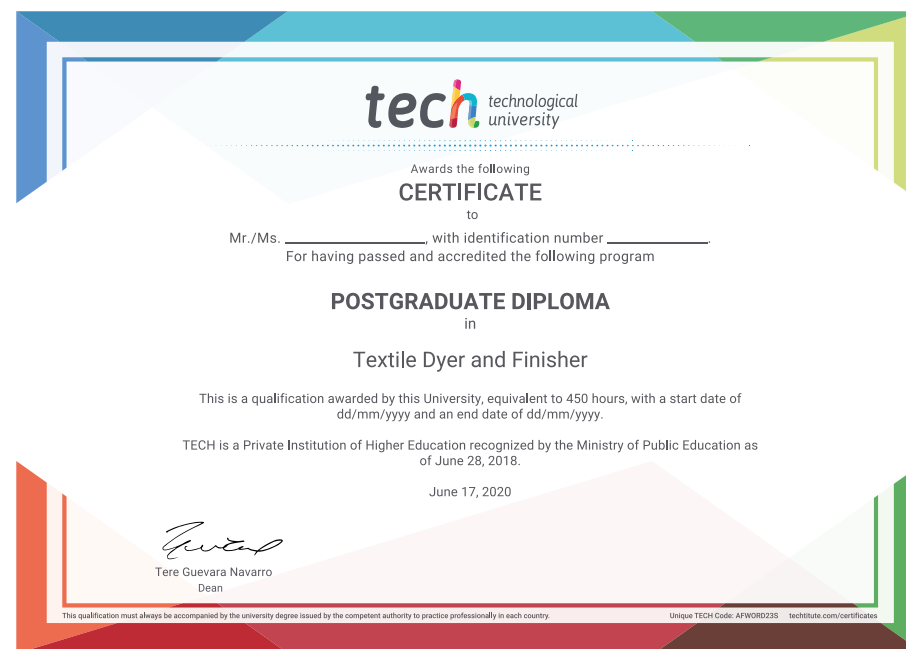 tech technological
university
Awards the following
CERTIFICATE
to
Mr./Ms. ____________________, with identification number ______________.
For having passed and accredited the following program
POSTGRADUATE DIPLOMA
in
Textile Dyer and Finisher
This is a qualification awarded by this University, equivalent to 450 hours, with a start date of
dd/mm/yyyy and an end date of dd/mm/yyyy.
TECH is a Private Institution of Higher Education recognized by the Ministry of Public Education as
of June 28, 2018.
June 17, 2020
Tere Guevara Navarro
Dean
This qualification must always be accompanied by the university degree issued by the competent authority to practice professionally in each country. Unique TECH Code: AFWORD23S techtitute.com/certificates